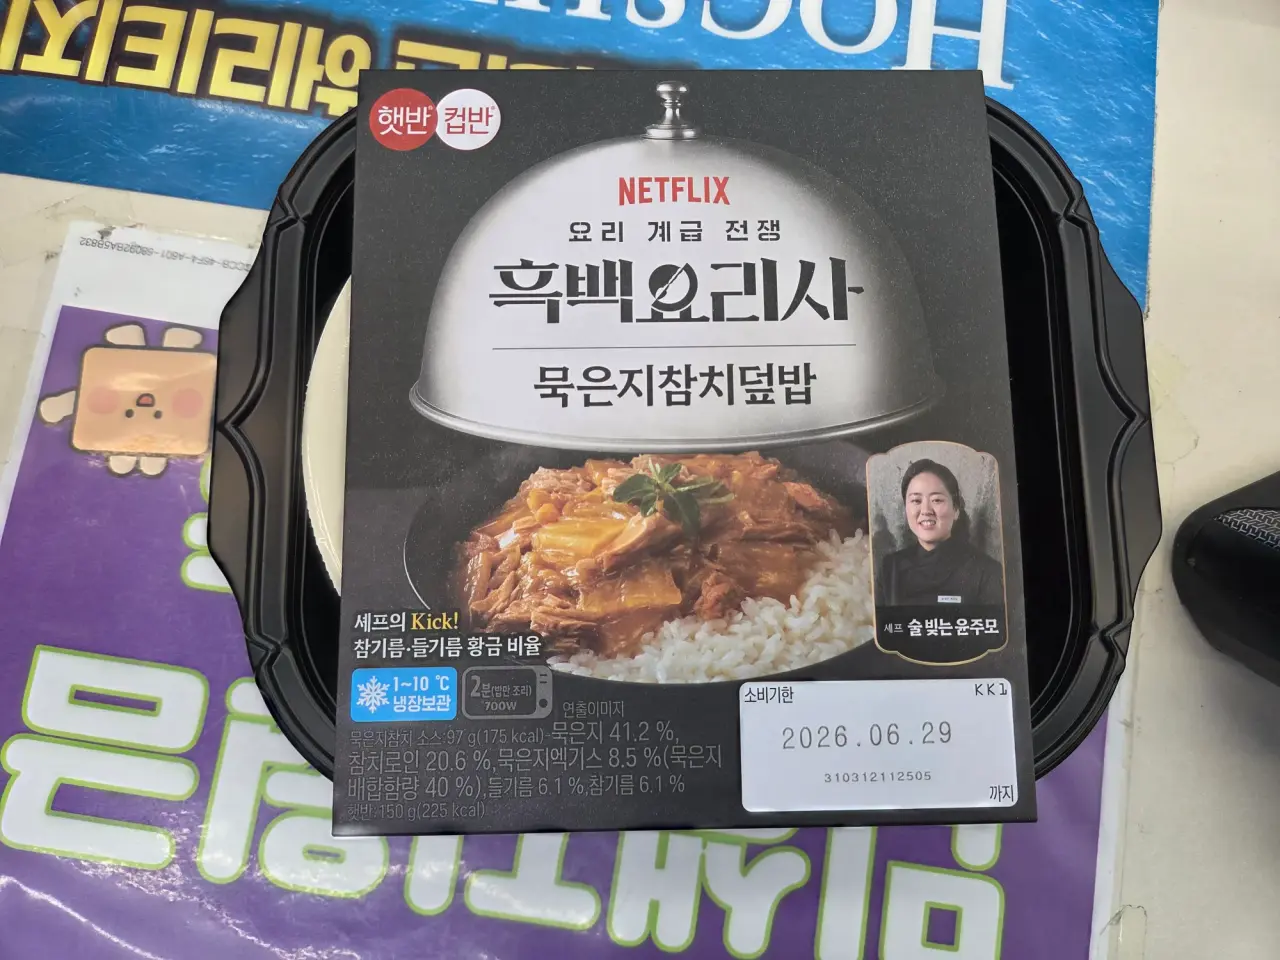 햇반 컵반
NETFLIX
요리 계급 전쟁
흑백요리사
묵은지참치덮밥
셰프의 Kick!
참기름·들기름 황금 비율
셰프 술 빚는 윤주모
1~10 ℃
냉장보관
2분(밥만 조리)
700W
연출이미지
묵은지참치 소스:97 g(175 kcal)-묵은지 41.2 %,
참치로인 20.6 %,묵은지엑기스 8.5 %(묵은지
배합함량 40 %),들기름 6.1 %,참기름 6.1 %
햇반:150 g(225 kcal)
소비기한
KK1
2026.06.29
310312112505
까지